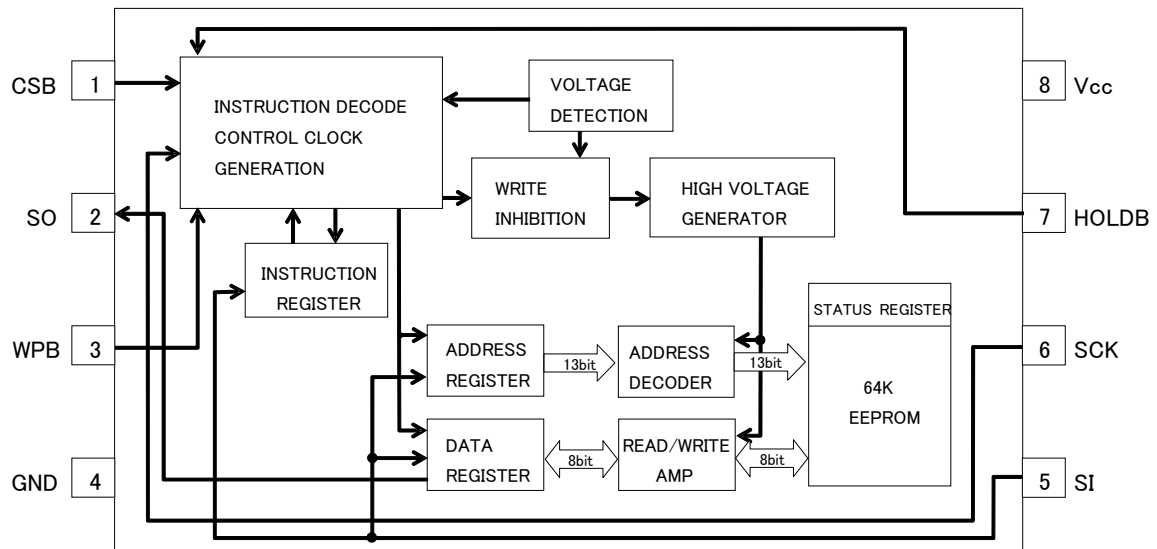 CSB 1
SO 2
WPB 3
GND 4
INSTRUCTION DECODE
CONTROL CLOCK
GENERATION
VOLTAGE
DETECTION
WRITE
INHIBITION
HIGH VOLTAGE
GENERATOR
INSTRUCTION
REGISTER
ADDRESS
REGISTER
13bit
ADDRESS
DECODER
13bit
STATUS REGISTER
64K
EEPROM
DATA
REGISTER
8bit
READ/WRITE
AMP
8bit
8 Vcc
7 HOLDB
6 SCK
5 SI